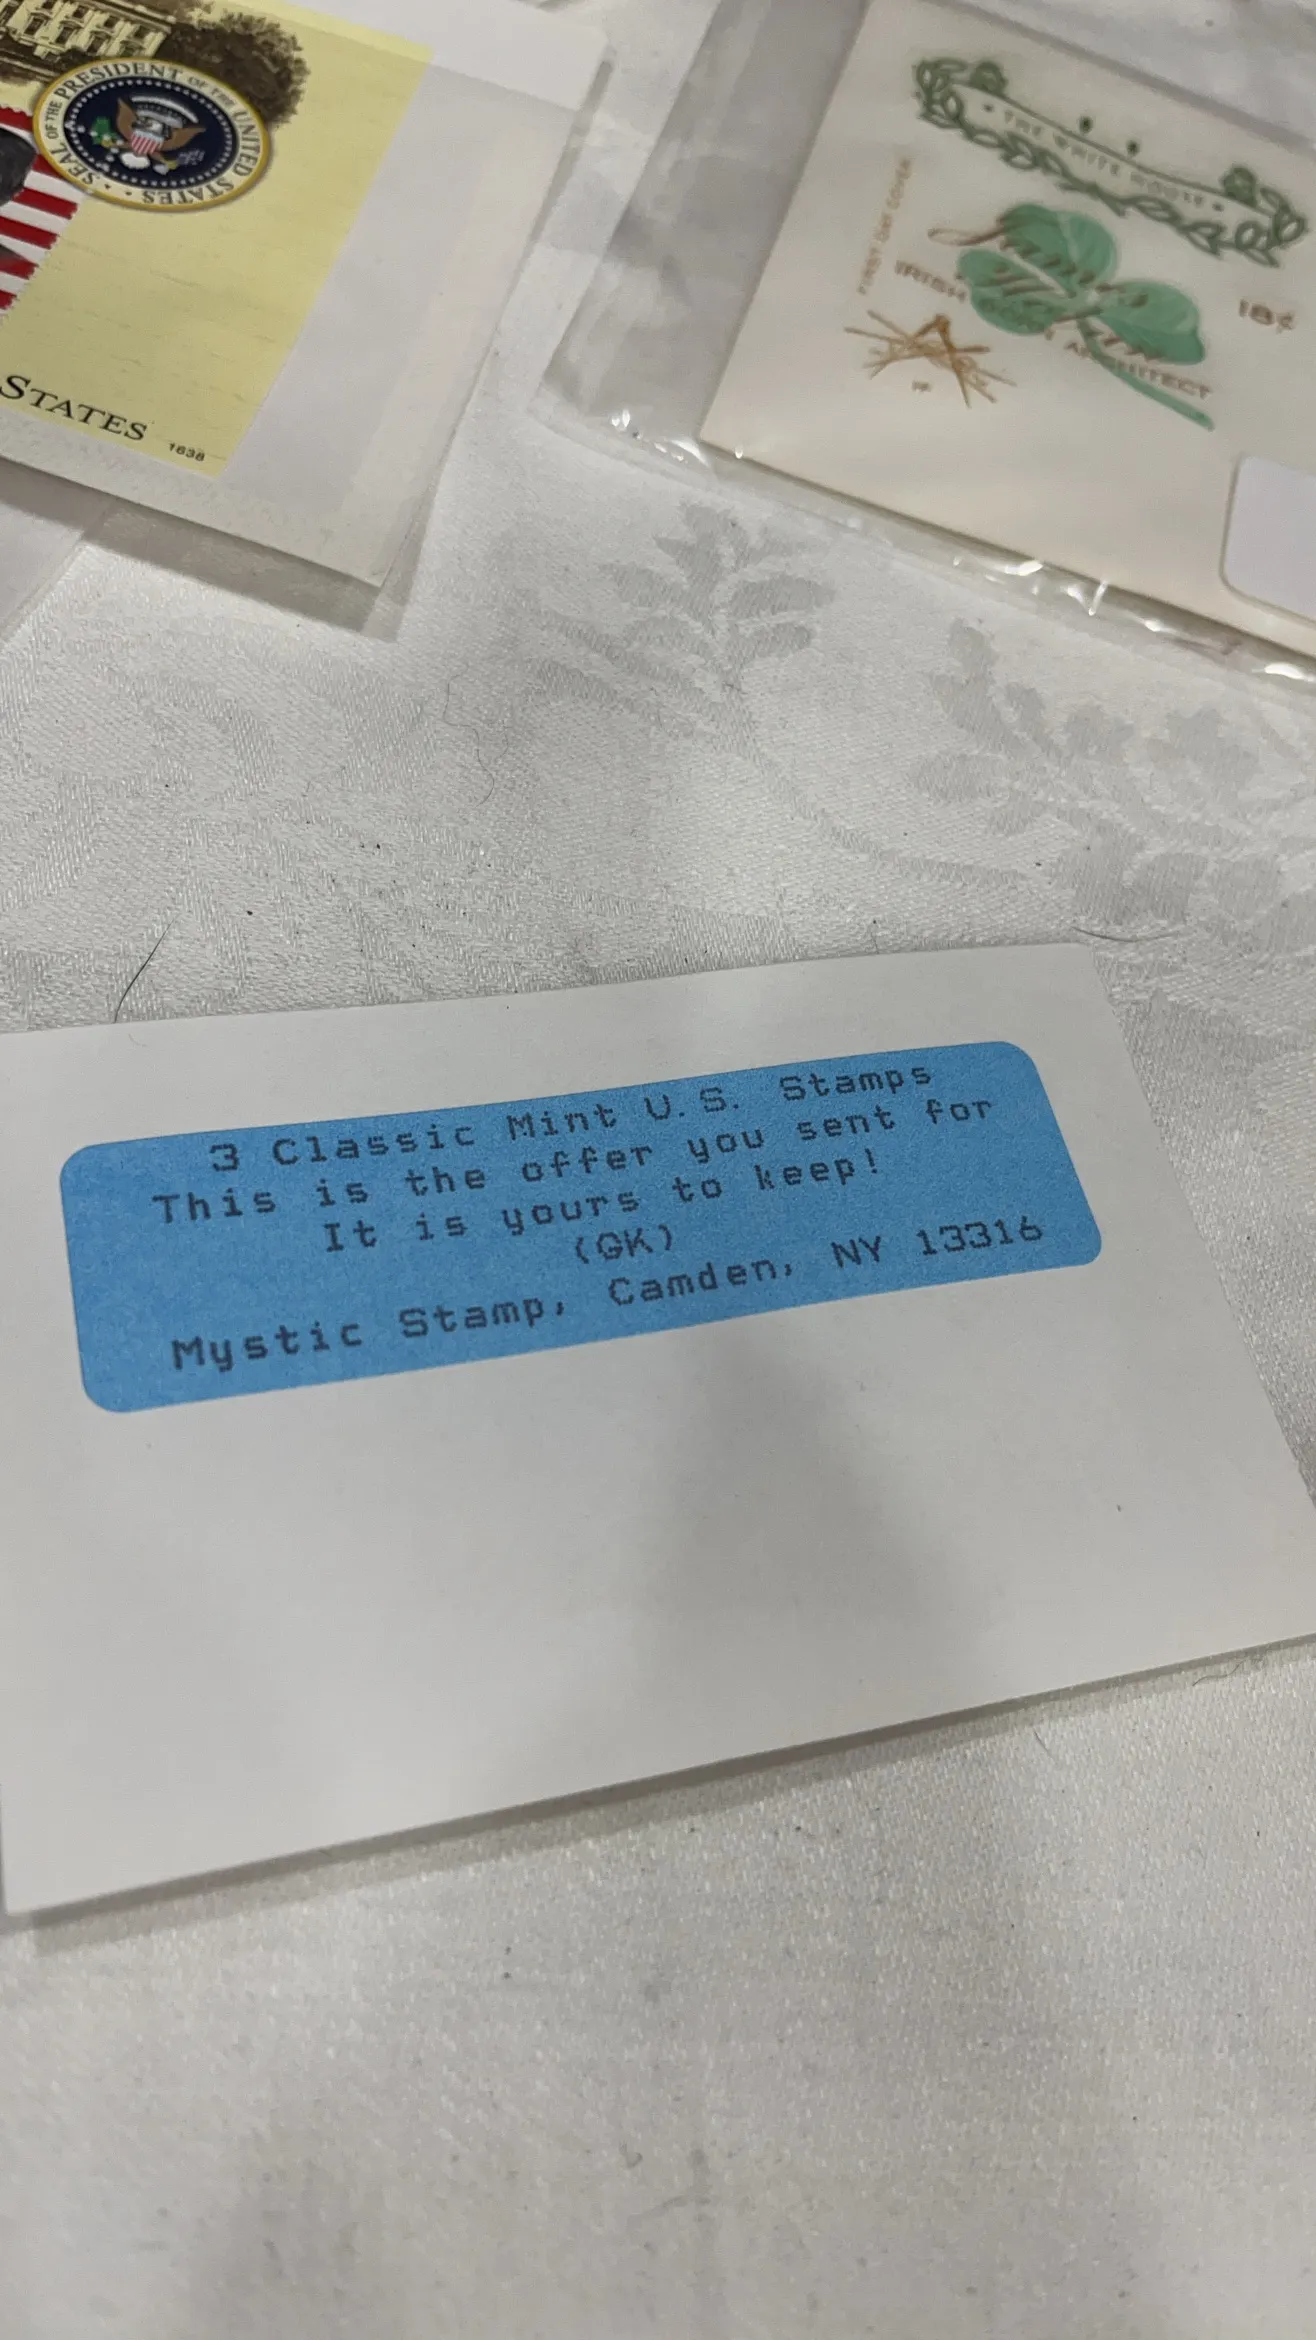 SEAL OF THE PRESIDENT OF THE UNITED STATES
STATES
1638
THE WHITE HOUSE
FIRST DAY COVER
James
Hoban
IRISH ARCHITECT
18¢
3 Classic Mint U.S. Stamps
This is the offer you sent for
It is yours to keep!
(GK)
Mystic Stamp, Camden, NY 13316